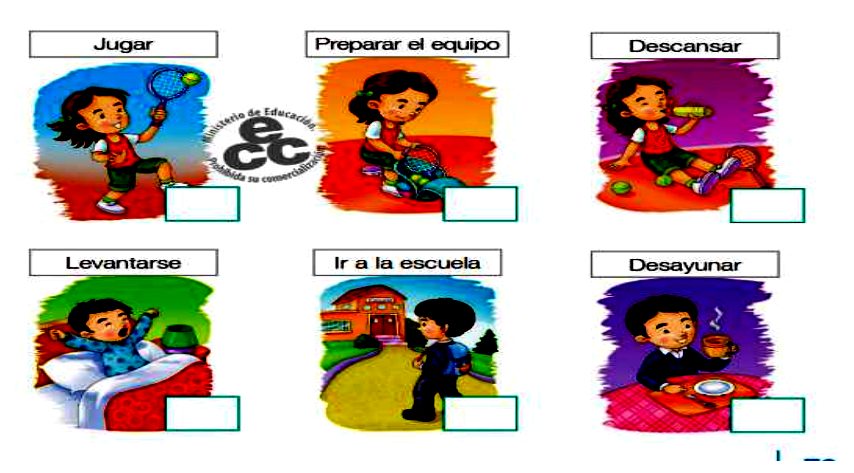 Jugar
Preparar el equipo
Descansar
Ministerio de Educación,
ecc
Prohibida su comercialización
Levantarse
Ir a la escuela
Desayunar